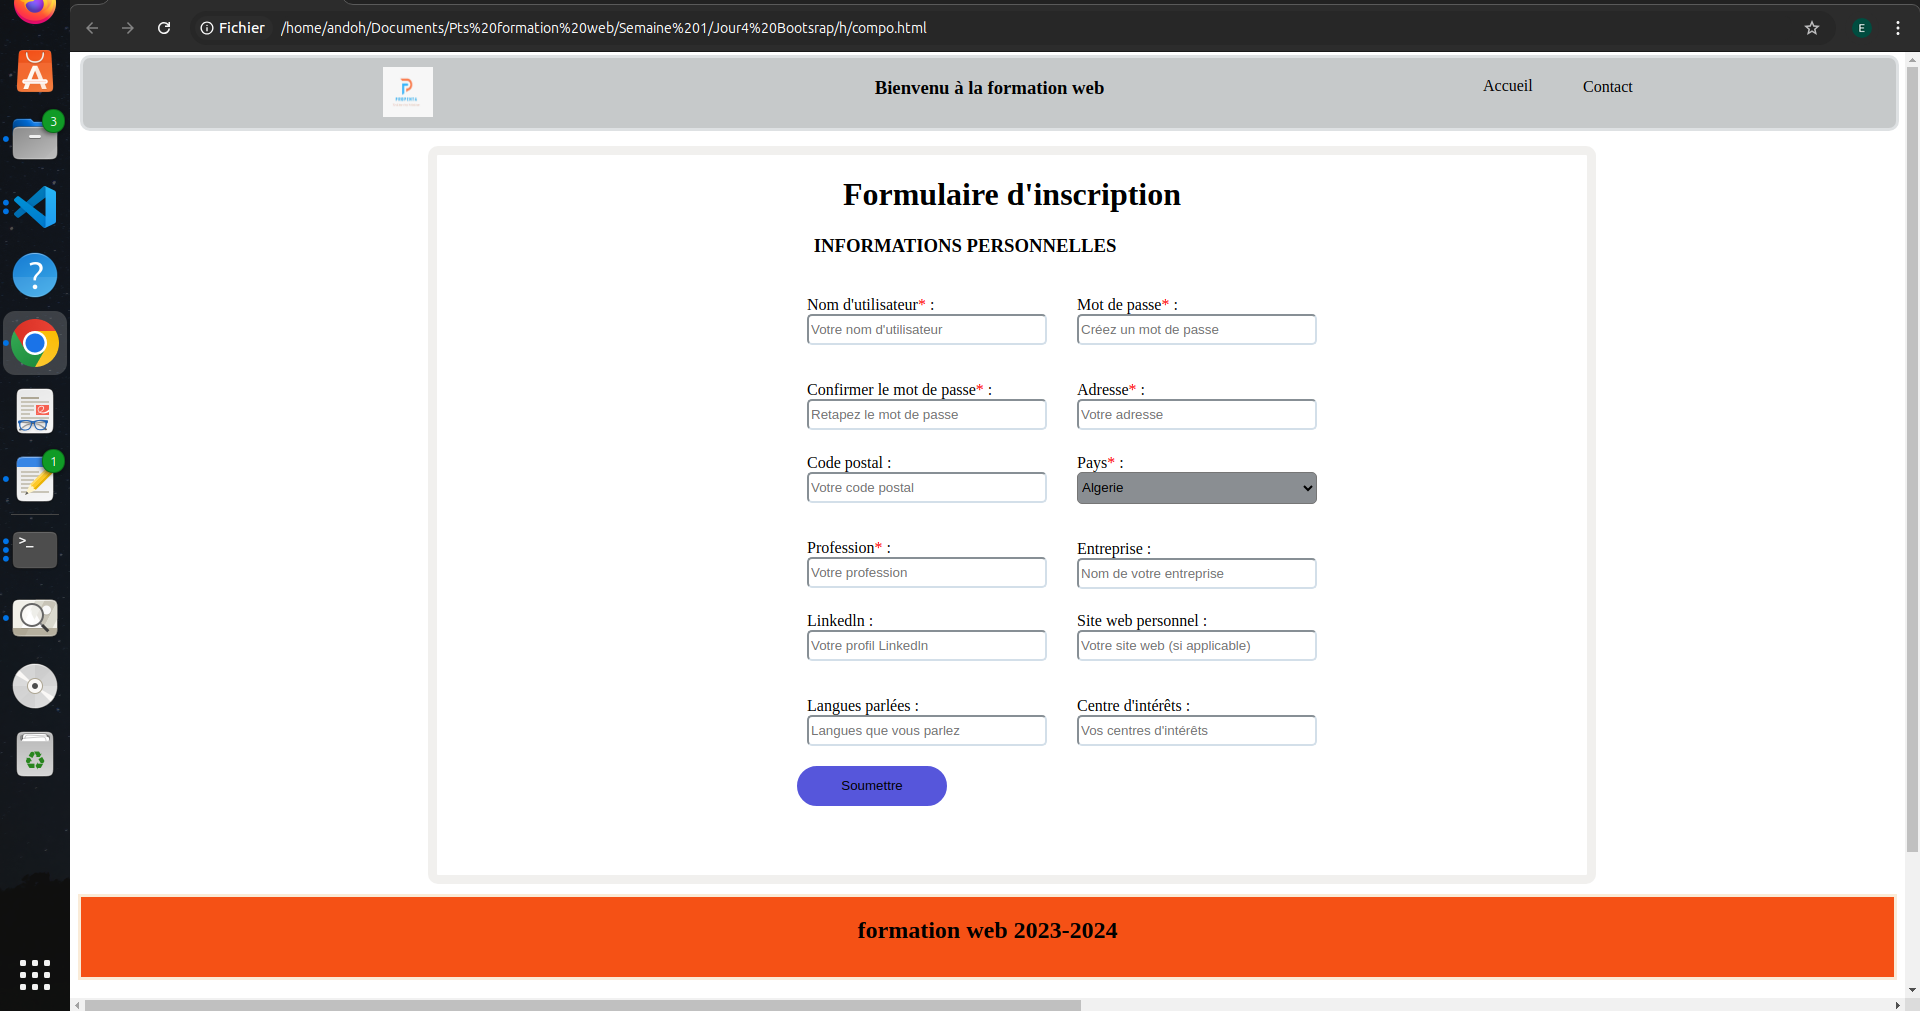 Fichier /home/andoh/Documents/Pts%20formation%20web/Semaine%201/Jour4%20Bootsrap/h/compo.html
E
3
1
Bienvenu à la formation web
Accueil
Contact
Formulaire d'inscription
INFORMATIONS PERSONNELLES
Nom d'utilisateur* :
Mot de passe* :
Votre nom d'utilisateur
Créez un mot de passe
Confirmer le mot de passe* :
Adresse* :
Retapez le mot de passe
Votre adresse
Code postal :
Pays* :
Votre code postal
Algerie
Profession* :
Entreprise :
Votre profession
Nom de votre entreprise
Linkedln :
Site web personnel :
Votre profil Linkedln
Votre site web (si applicable)
Langues parlées :
Centre d'intérêts :
Langues que vous parlez
Vos centres d'intérêts
Soumettre
formation web 2023-2024